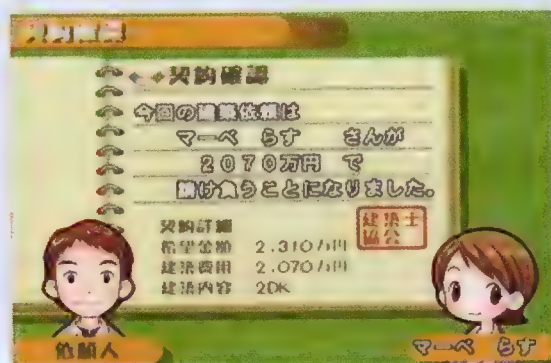 契約確認
契約確認
今回の建築依頼は
マーベ らす さんが
2070万円 で
請け負うことになりました。
契約詳細
希望金額 2.310万円
建築費用 2.070万円
建築内容 2DK
建築士
協会
依頼人
マーベ らす